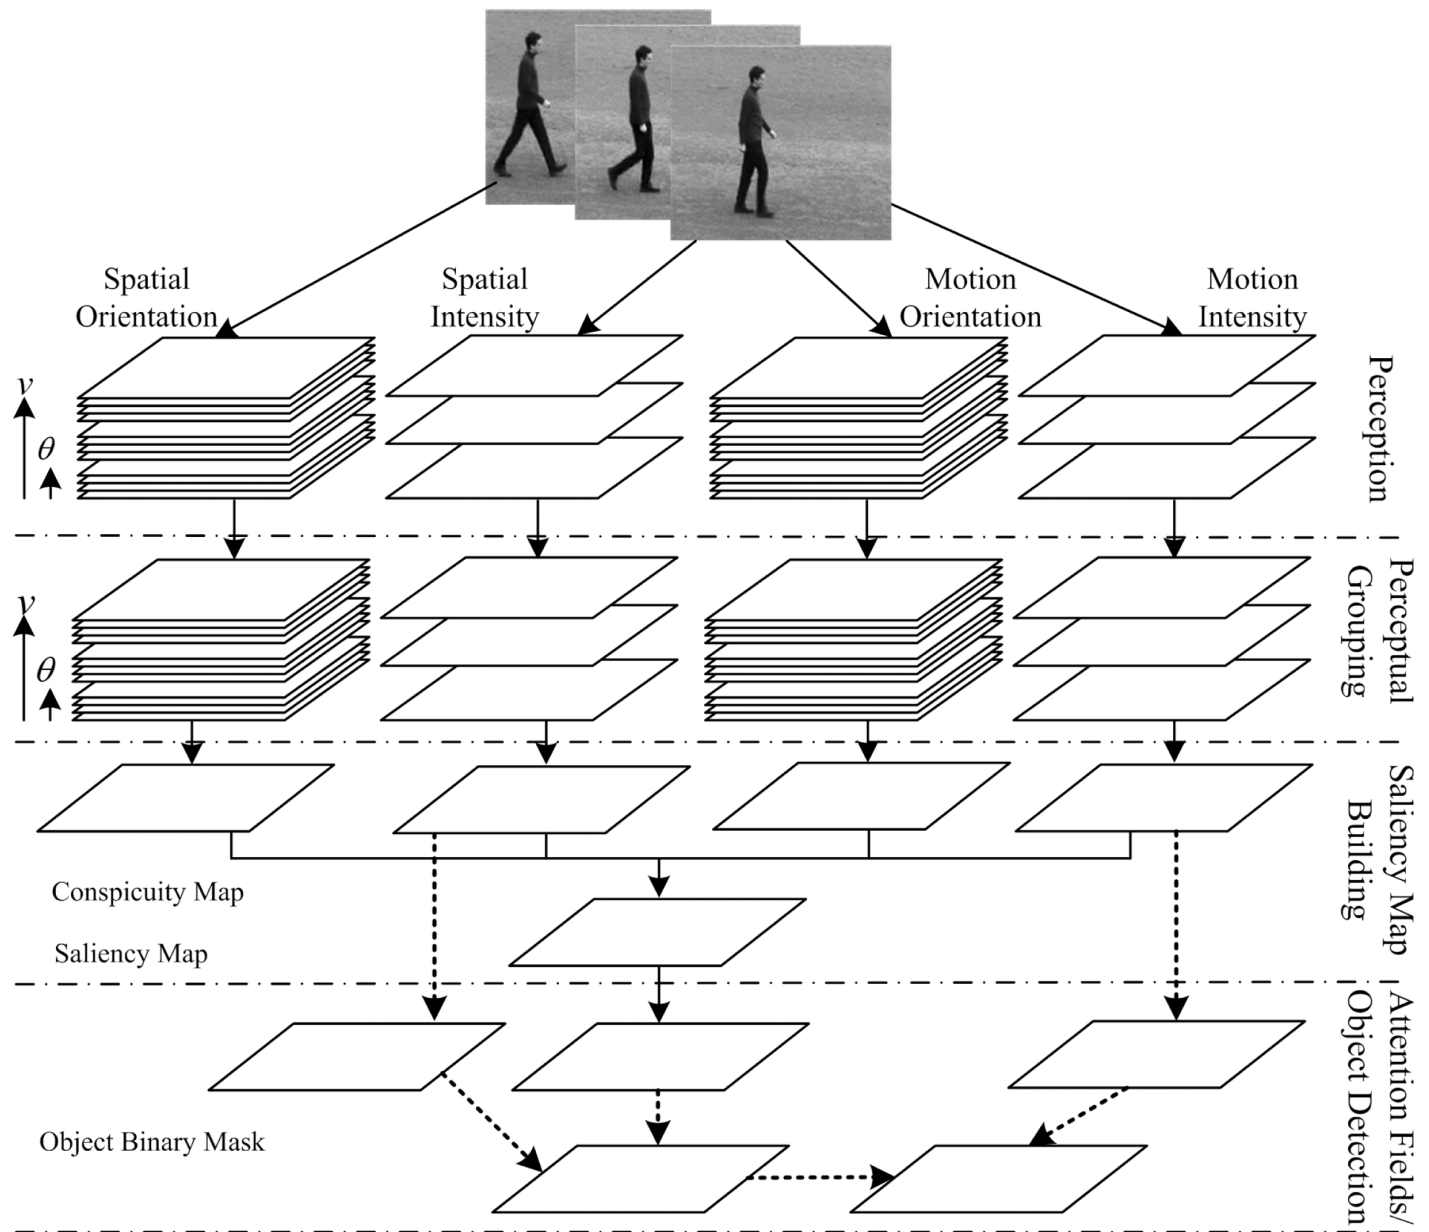 Spatial
Orientation
Spatial
Intensity
Motion
Orientation
Motion
Intensity
Perception
v
θ
Perceptual
Grouping
v
θ
Saliency Map
Building
Conspicuity Map
Saliency Map
Attention Fields/
Object Detection
Object Binary Mask